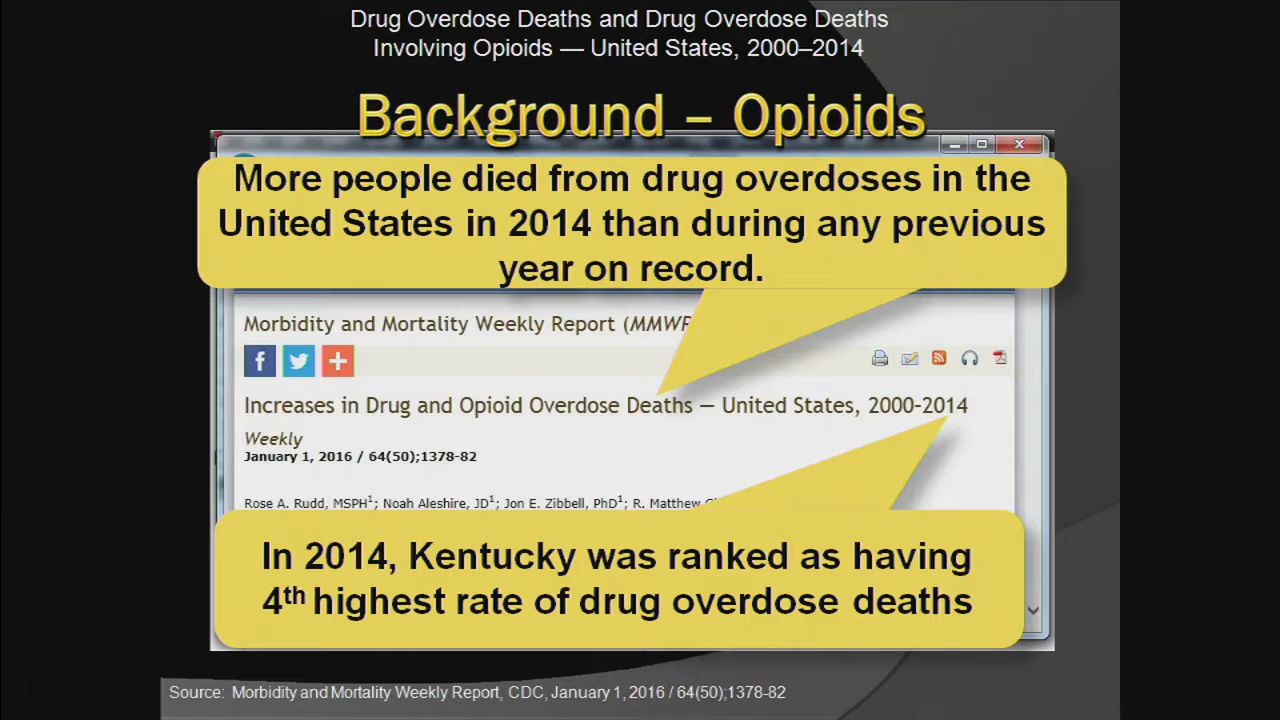 Drug Overdose Deaths and Drug Overdose Deaths
Involving Opioids — United States, 2000–2014
Background – Opioids
More people died from drug overdoses in the
United States in 2014 than during any previous
year on record.
Morbidity and Mortality Weekly Report (MMWR
Increases in Drug and Opioid Overdose Deaths — United States, 2000-2014
Weekly
January 1, 2016 / 64(50);1378-82
Rose A. Rudd, MSPH1; Noah Aleshire, JD1; Jon E. Zibbell, PhD1; R. Matthew
In 2014, Kentucky was ranked as having
4th highest rate of drug overdose deaths
Source: Morbidity and Mortality Weekly Report, CDC, January 1, 2016 / 64(50);1378-82